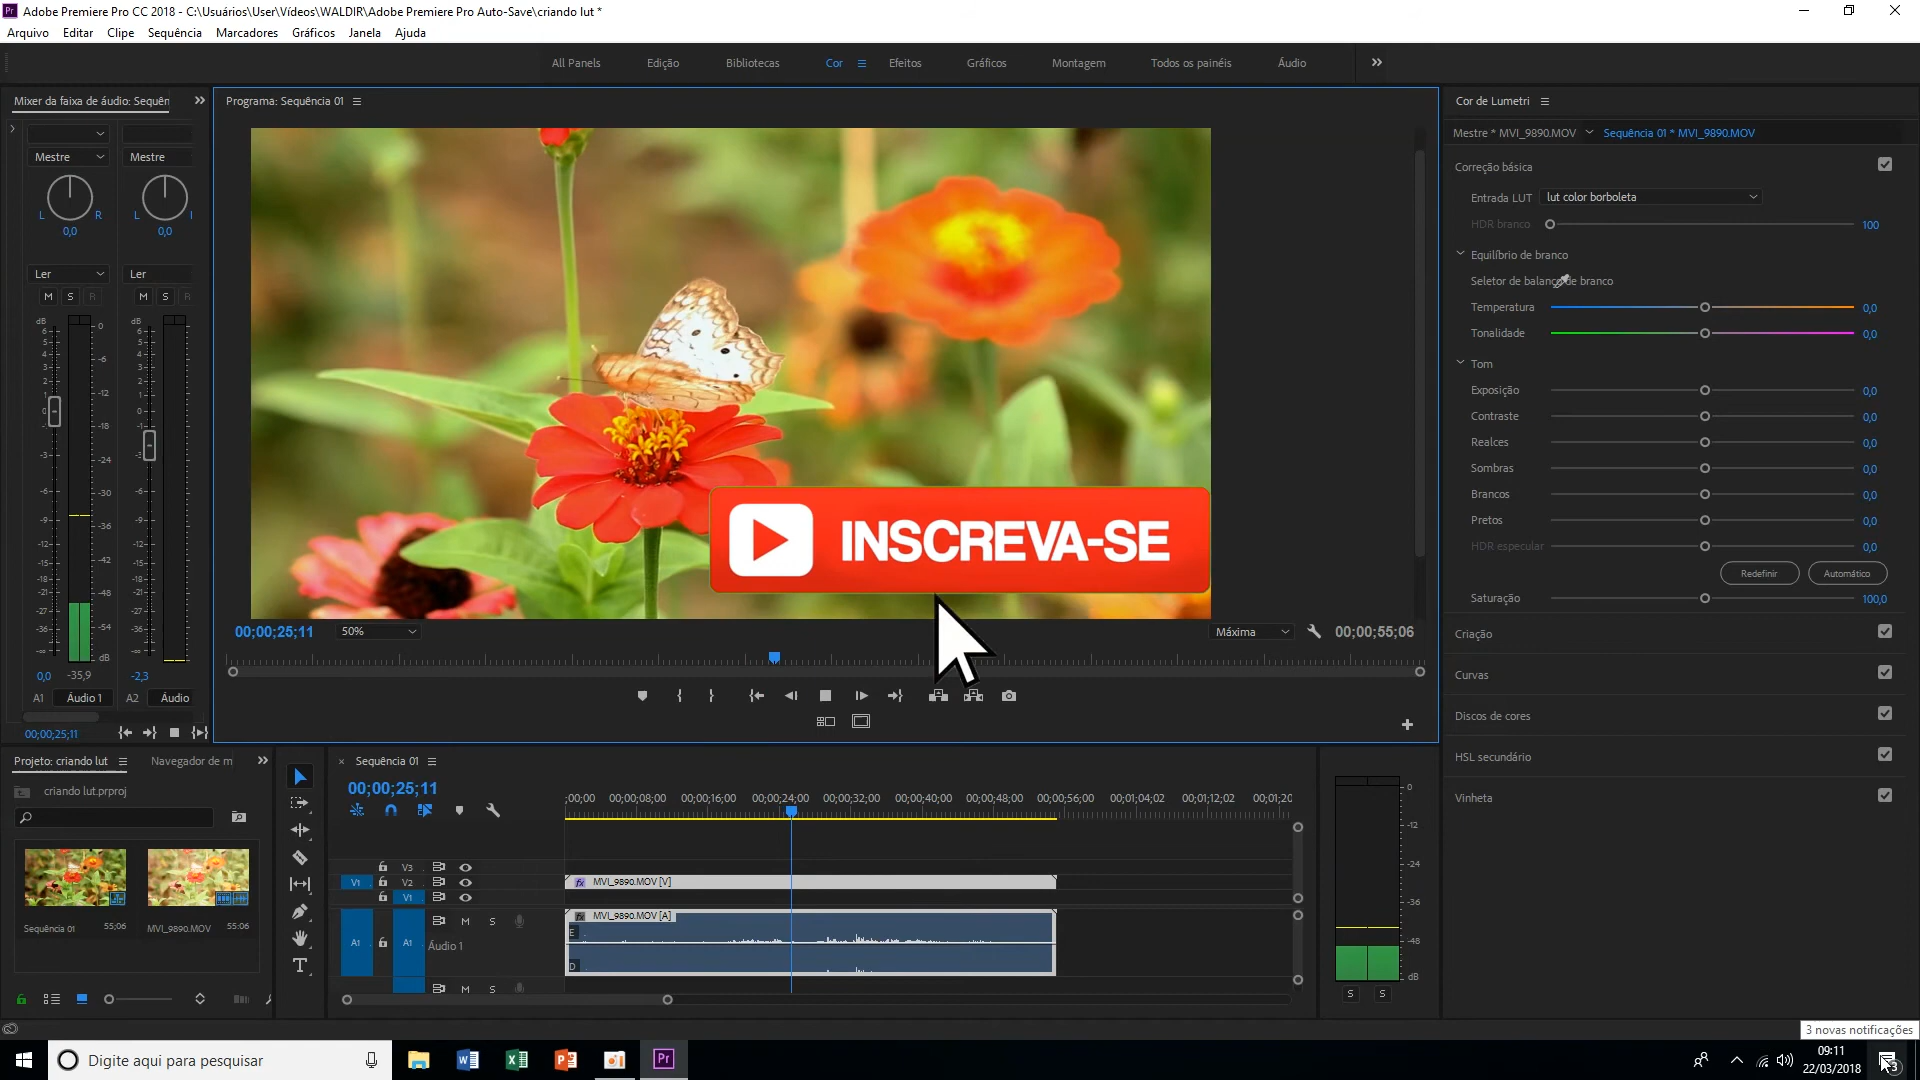 Adobe Premiere Pro CC 2018 - C:\Usuários\User\Vídeos\WALDIR\Adobe Premiere Pro Auto-Save\criando lut *
Arquivo Editar Clipe Sequência Marcadores Gráficos Janela Ajuda
All Panels Edição Bibliotecas Cor Efeitos Gráficos Montagem Todos os painéis Áudio
Mixer da faixa de áudio: Sequên
Mestre Mestre
L R L
0,0 0,0
Ler Ler
M S R M S R
dB dB
0,0 -35,9 -2,3
A1 Áudio 1 A2 Áudio
00;00;25;11
Programa: Sequência 01
INSCREVA-SE
00;00;25;11 50% Máxima 00;00;55;06
Cor de Lumetri
Mestre * MVI_9890.MOV Sequência 01 * MVI_9890.MOV
Correção básica
Entrada LUT lut color borboleta
HDR branco 100
Equilíbrio de branco
Seletor de balanço de branco
Temperatura 0,0
Tonalidade 0,0
Tom
Exposição 0,0
Contraste 0,0
Realces 0,0
Sombras 0,0
Brancos 0,0
Pretos 0,0
HDR especular 0,0
Redefinir Automático
Saturação 100,0
Criação
Curvas
Discos de cores
HSL secundário
Vinheta
Projeto: criando lut Navegador de m
criando lut.prproj
Sequência 01 55;06 MVI_9890.MOV 55:06
Sequência 01
00;00;25;11
;00;00 00;00;08;00 00;00;16;00 00;00;24;00 00;00;32;00 00;00;40;00 00;00;48;00 00;00;56;00 00;01;04;02 00;01;12;02 00;01;20
V3
V1 V2 fx MVI_9890.MOV [V]
V1
fx MVI_9890.MOV [A]
M S
E
A1 A1 Áudio 1
D
M S
0
-12
-24
-36
-48
dB
S S
3 novas notificações
Digite aqui para pesquisar
09:11
22/03/2018
3